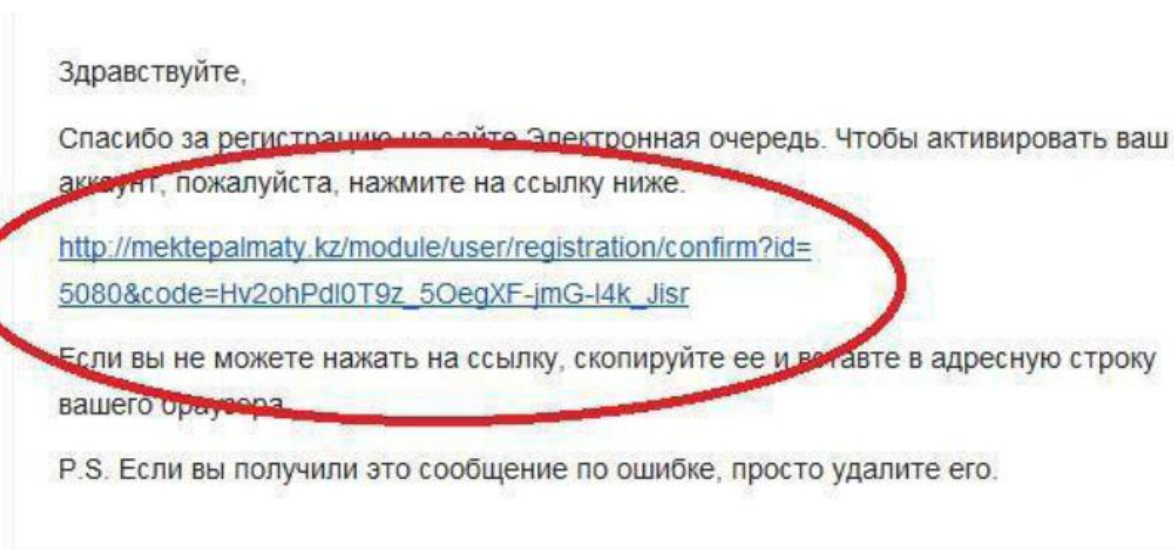 Здравствуйте,
Спасибо за регистрацию на сайте Электронная очередь. Чтобы активировать ваш
аккаунт, пожалуйста, нажмите на ссылку ниже.
http://mektepalmaty.kz/module/user/registration/confirm?id=
5080&code=Hv2ohPdI0T9z_5OegXF-jmG-I4k_Jisr
Если вы не можете нажать на ссылку, скопируйте ее и вставте в адресную строку
вашего браузера.
P.S. Если вы получили это сообщение по ошибке, просто удалите его.